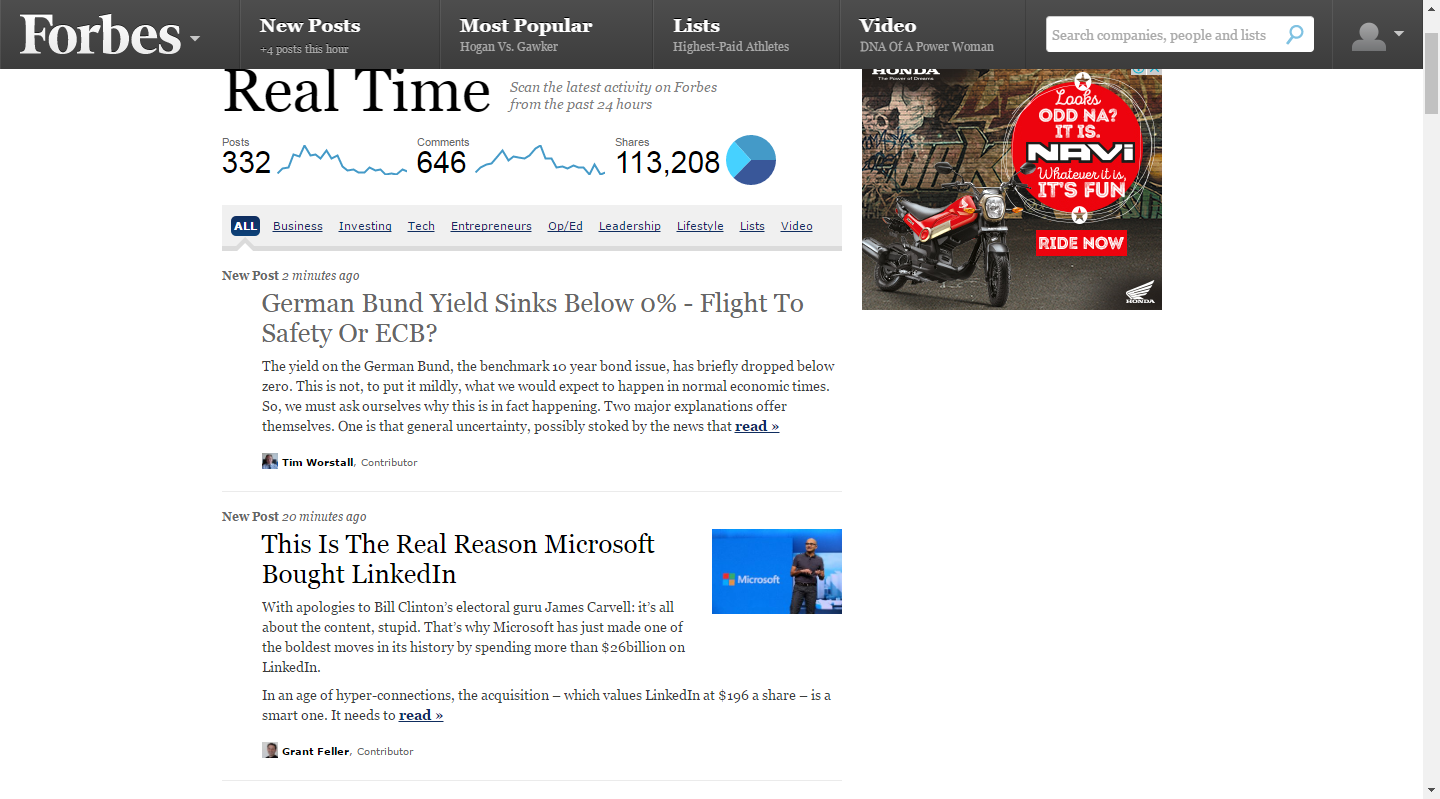 Forbes
New Posts
+4 posts this hour
Most Popular
Hogan Vs. Gawker
Lists
Highest-Paid Athletes
Video
DNA Of A Power Woman
Search companies, people and lists
Real Time
Scan the latest activity on Forbes
from the past 24 hours
Posts
332
Comments
646
Shares
113,208
ALL Business Investing Tech Entrepreneurs Op/Ed Leadership Lifestyle Lists Video
New Post 2 minutes ago
German Bund Yield Sinks Below 0% - Flight To
Safety Or ECB?
The yield on the German Bund, the benchmark 10 year bond issue, has briefly dropped below
zero. This is not, to put it mildly, what we would expect to happen in normal economic times.
So, we must ask ourselves why this is in fact happening. Two major explanations offer
themselves. One is that general uncertainty, possibly stoked by the news that read »
Tim Worstall, Contributor
New Post 20 minutes ago
This Is The Real Reason Microsoft
Bought LinkedIn
Microsoft
With apologies to Bill Clinton's electoral guru James Carvell: it's all
about the content, stupid. That's why Microsoft has just made one of
the boldest moves in its history by spending more than $26billion on
LinkedIn.
In an age of hyper-connections, the acquisition – which values LinkedIn at $196 a share – is a
smart one. It needs to read »
Grant Feller, Contributor
HONDA
The Power of Dreams
Looks
ODD NA?
IT IS.
NAVi
Whatever it is,
IT'S FUN
RIDE NOW
HONDA